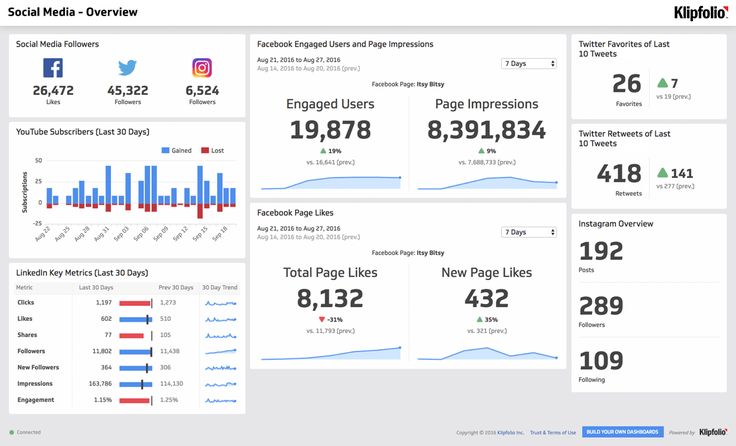 Social Media - Overview
Klipfolio
Social Media Followers
26,472
Likes
45,322
Followers
6,524
Followers
YouTube Subscribers (Last 30 Days)
Gained
Lost
Subscriptions
50
25
0
-25
Aug 22
Aug 25
Aug 28
Aug 31
Sep 03
Sep 06
Sep 09
Sep 12
Sep 15
Sep 18
LinkedIn Key Metrics (Last 30 Days)
Metric Last 30 Days Prev 30 Days 30 Day Trend
Clicks 1,197 1,273
Likes 602 510
Shares 77 105
Followers 11,802 11,438
New Followers 364 306
Impressions 163,786 114,130
Engagement 1.15% 1.25%
Facebook Engaged Users and Page Impressions
Aug 21, 2016 to Aug 27, 2016
Aug 14, 2016 to Aug 20, 2016 (prev.)
7 Days
Facebook Page: Itsy Bitsy
Engaged Users
19,878
19%
vs. 16,641 (prev.)
Page Impressions
8,391,834
9%
vs. 7,688,733 (prev.)
Facebook Page Likes
Aug 21, 2016 to Aug 27, 2016
Aug 14, 2016 to Aug 20, 2016 (prev.)
7 Days
Facebook Page: Itsy Bitsy
Total Page Likes
8,132
-31%
vs. 11,793 (prev.)
New Page Likes
432
35%
vs. 321 (prev.)
Twitter Favorites of Last
10 Tweets
26
Favorites
7
vs 19 (prev.)
Twitter Retweets of Last
10 Tweets
418
Retweets
141
vs 277 (prev.)
Instagram Overview
192
Posts
289
Followers
109
Following
Connected
Copyright © 2016 Klipfolio Inc.
Trust & Terms of Use
BUILD YOUR OWN DASHBOARDS
Powered by Klipfolio